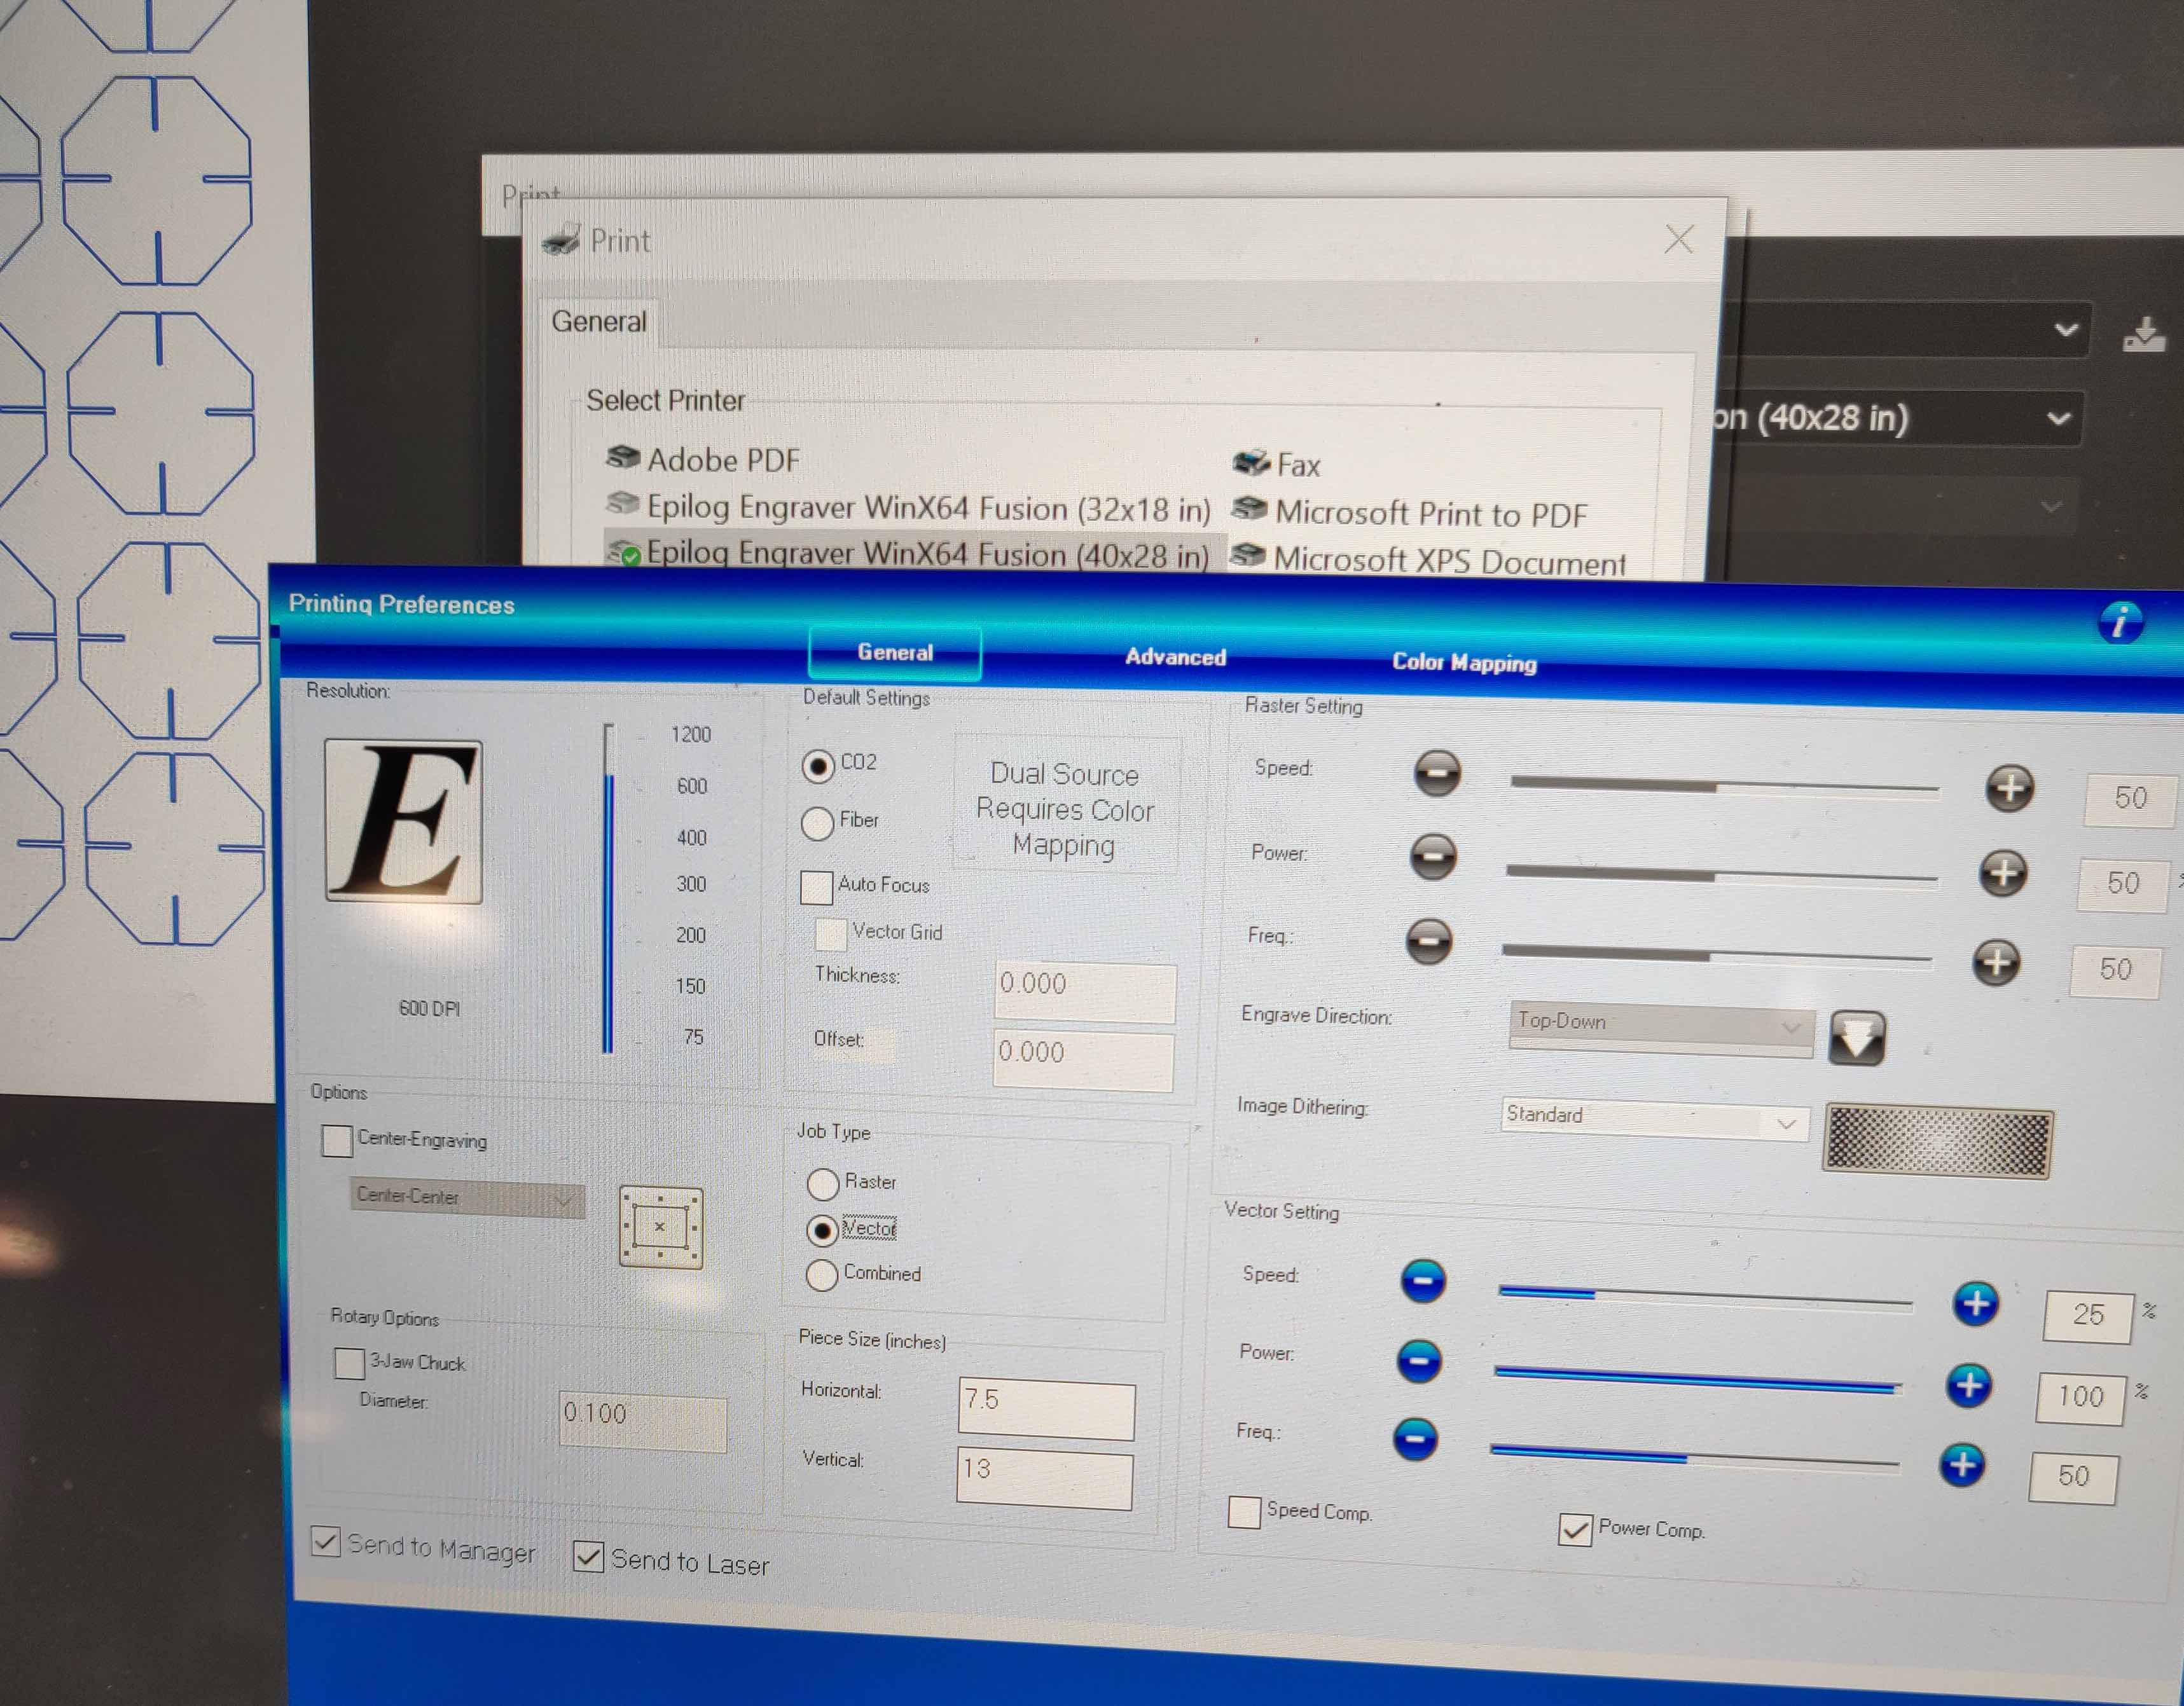 Print
Print
General
Select Printer
Adobe PDF
Fax
Epilog Engraver WinX64 Fusion (32x18 in)
Microsoft Print to PDF
Epilog Engraver WinX64 Fusion (40x28 in)
Microsoft XPS Document
on (40x28 in)
Printing Preferences
i
General
Advanced
Color Mapping
Resolution:
E
1200
600
400
300
200
150
75
600 DPI
Options
Center-Engraving
Center-Center
Rotary Options
3-Jaw Chuck
Diameter:
0.100
Send to Manager
Send to Laser
Default Settings
CO2
Fiber
Dual Source
Requires Color
Mapping
Auto Focus
Vector Grid
Thickness:
0.000
Offset:
0.000
Job Type
Raster
Vector
Combined
Piece Size (inches)
Horizontal:
7.5
Vertical:
13
Raster Setting
Speed:
50
Power:
50
Freq.:
50
Engrave Direction:
Top-Down
Image Dithering:
Standard
Vector Setting
Speed:
25 %
Power:
100 %
Freq.:
50
Speed Comp.
Power Comp.